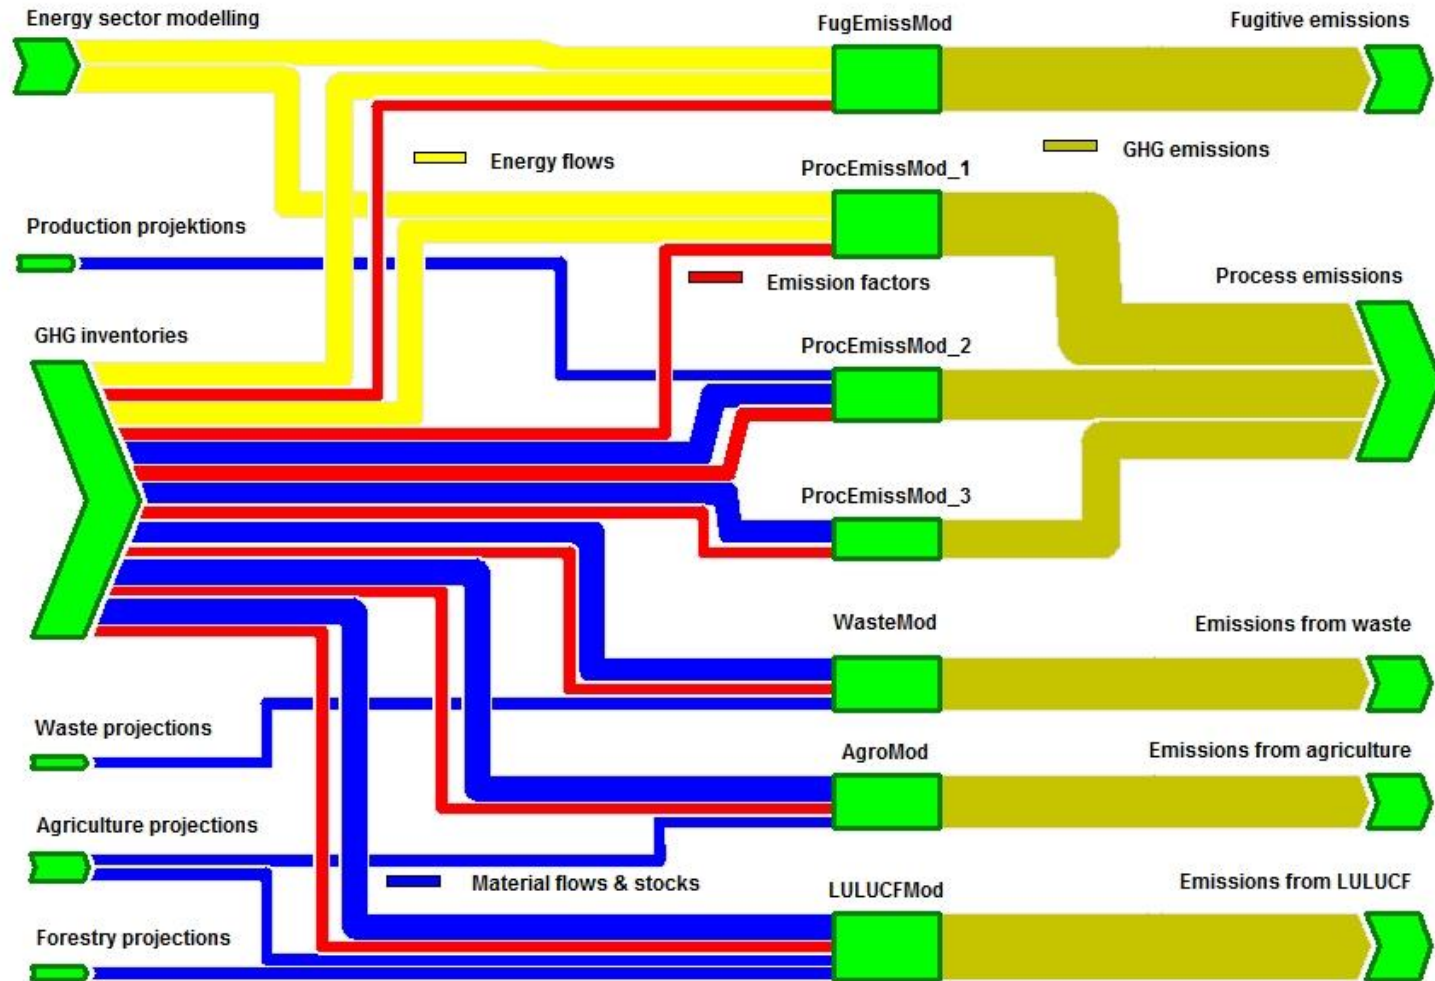 Energy sector modelling
FugEmissMod
Fugitive emissions
Energy flows
GHG emissions
ProcEmissMod_1
Production projektions
Emission factors
Process emissions
GHG inventories
ProcEmissMod_2
ProcEmissMod_3
WasteMod
Emissions from waste
Waste projections
AgroMod
Emissions from agriculture
Agriculture projections
Material flows & stocks
LULUCFMod
Emissions from LULUCF
Forestry projections